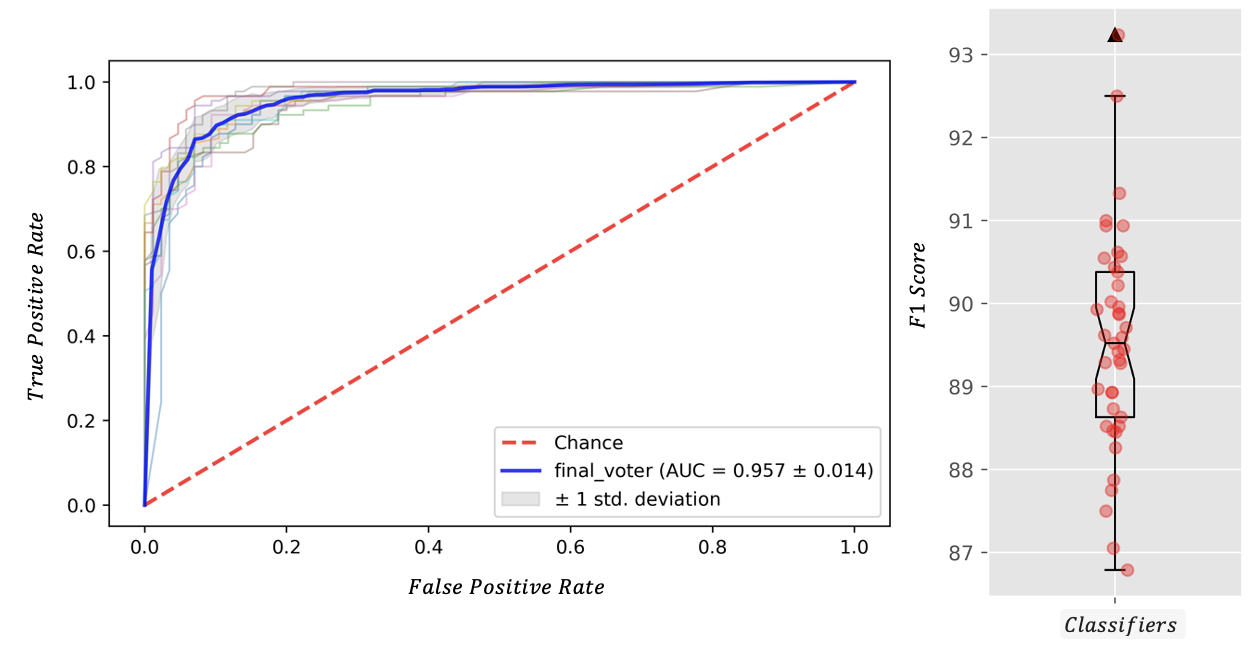 True Positive Rate
1.0
0.8
0.6
0.4
0.2
0.0
Chance
final_voter (AUC = 0.957 ± 0.014)
± 1 std. deviation
0.0 0.2 0.4 0.6 0.8 1.0
False Positive Rate
F1 Score
93
92
91
90
89
88
87
Classifiers